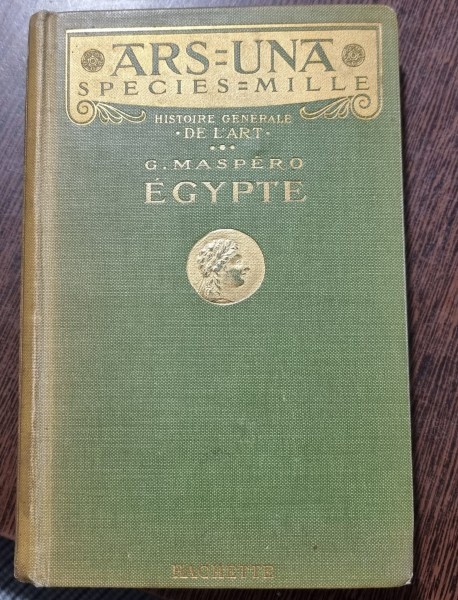 ARS=UNA
SPECIES=MILLE
HISTOIRE GÉNÉRALE
·DE L'ART·
G. MASPÉRO
ÉGYPTE
HACHETTE